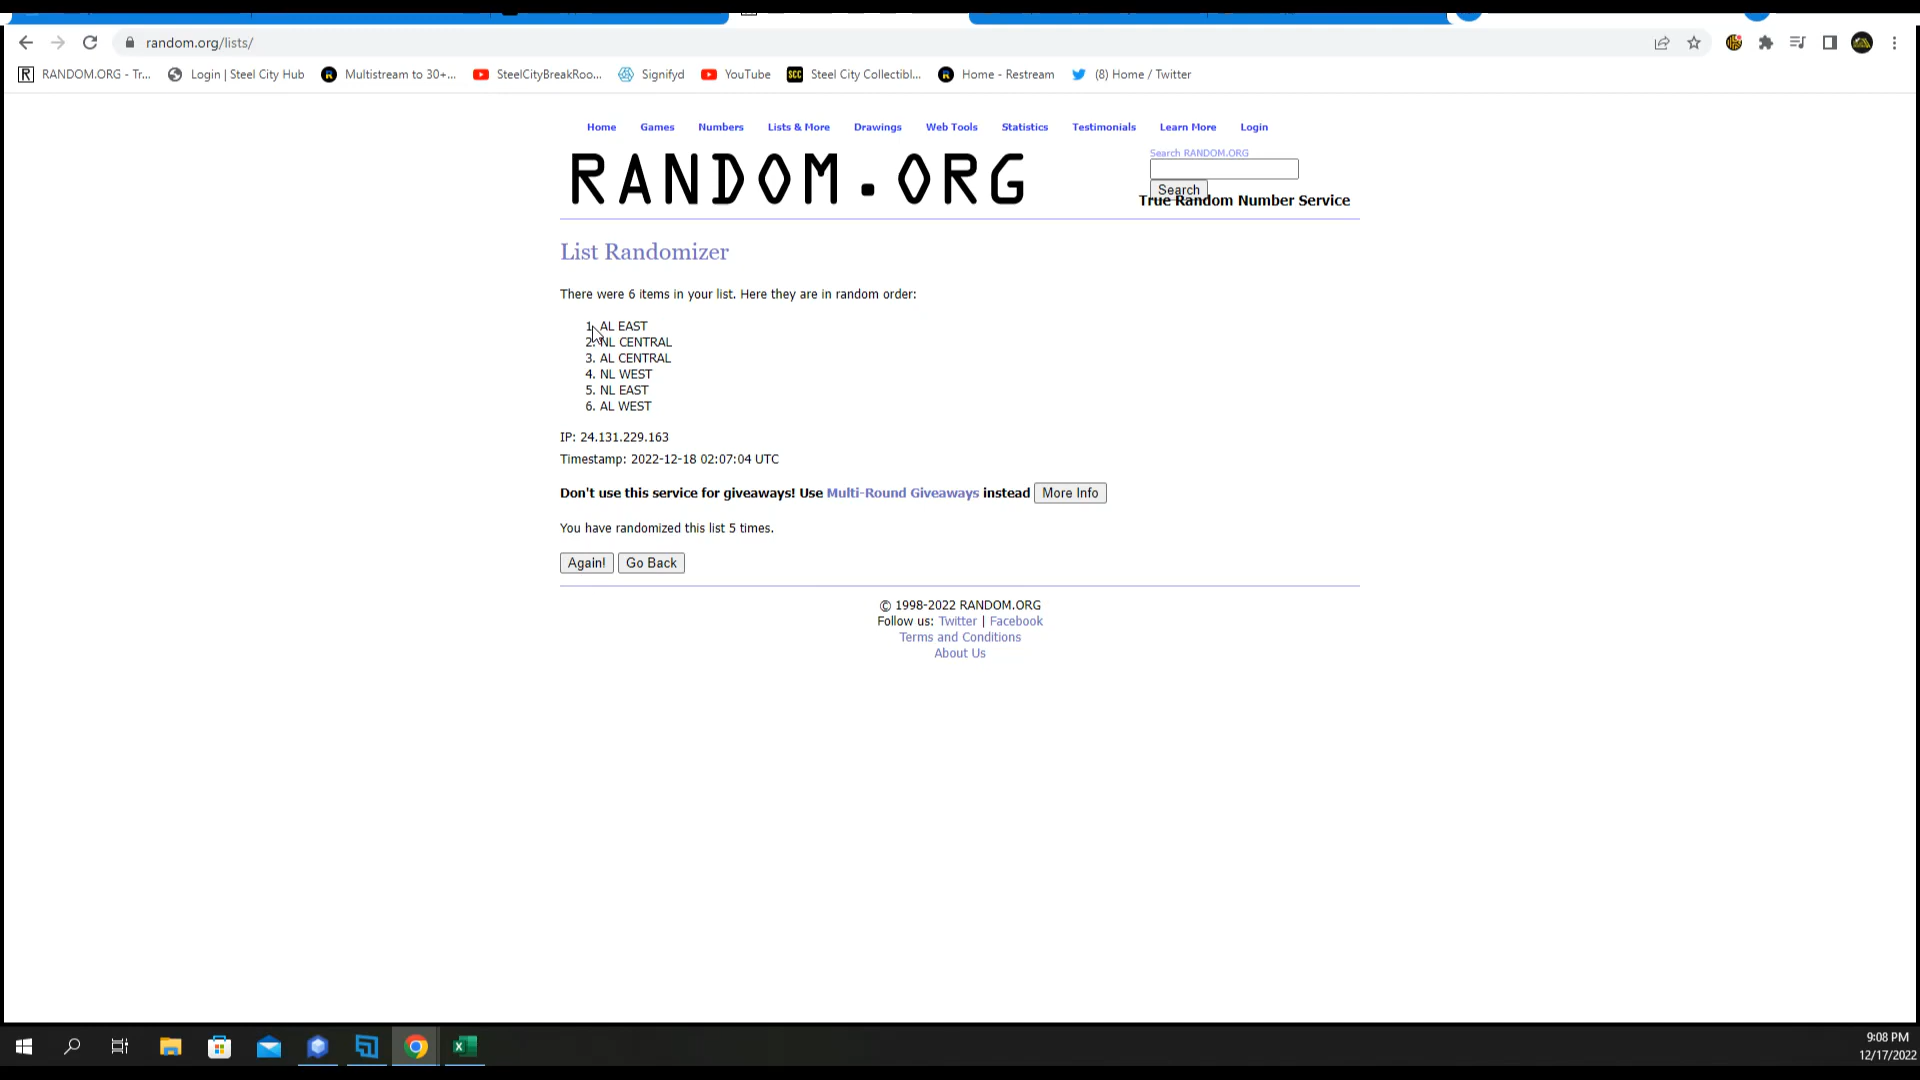 random.org/lists/
RANDOM.ORG - Tr... Login | Steel City Hub Multistream to 30+... SteelCityBreakRoo... Signifyd YouTube SCC Steel City Collectibl... Home - Restream (8) Home / Twitter
Home Games Numbers Lists & More Drawings Web Tools Statistics Testimonials Learn More Login
RANDOM.ORG
Search RANDOM.ORG
Search
True Random Number Service
List Randomizer
There were 6 items in your list. Here they are in random order:
1. AL EAST
2. NL CENTRAL
3. AL CENTRAL
4. NL WEST
5. NL EAST
6. AL WEST
IP: 24.131.229.163
Timestamp: 2022-12-18 02:07:04 UTC
Don't use this service for giveaways! Use Multi-Round Giveaways instead More Info
You have randomized this list 5 times.
Again! Go Back
© 1998-2022 RANDOM.ORG
Follow us: Twitter | Facebook
Terms and Conditions
About Us
9:08 PM
12/17/2022